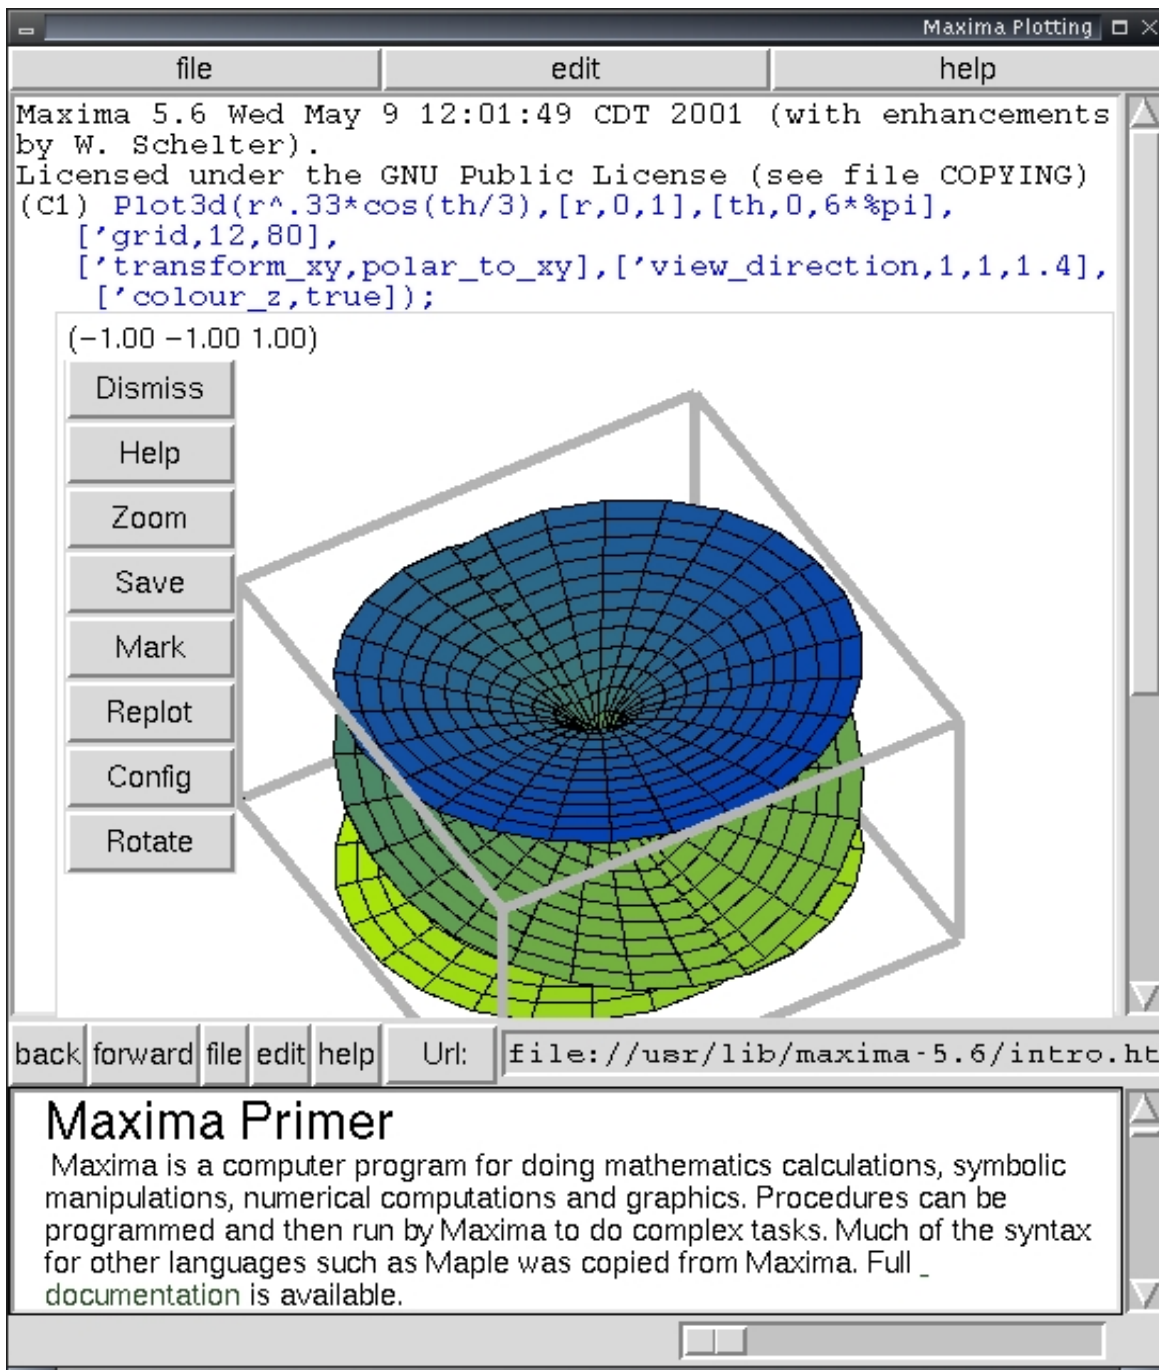 Maxima Plotting
file edit help
Maxima 5.6 Wed May 9 12:01:49 CDT 2001 (with enhancements
by W. Schelter).
Licensed under the GNU Public License (see file COPYING)
(C1) Plot3d(r^.33*cos(th/3),[r,0,1],[th,0,6*%pi],
['grid,12,80],
['transform_xy,polar_to_xy],['view_direction,1,1,1.4],
['colour_z,true]);
(−1.00 −1.00 1.00)
Dismiss
Help
Zoom
Save
Mark
Replot
Config
Rotate
back forward file edit help Url: file://usr/lib/maxima-5.6/intro.ht
Maxima Primer
Maxima is a computer program for doing mathematics calculations, symbolic
manipulations, numerical computations and graphics. Procedures can be
programmed and then run by Maxima to do complex tasks. Much of the syntax
for other languages such as Maple was copied from Maxima. Full
documentation is available.